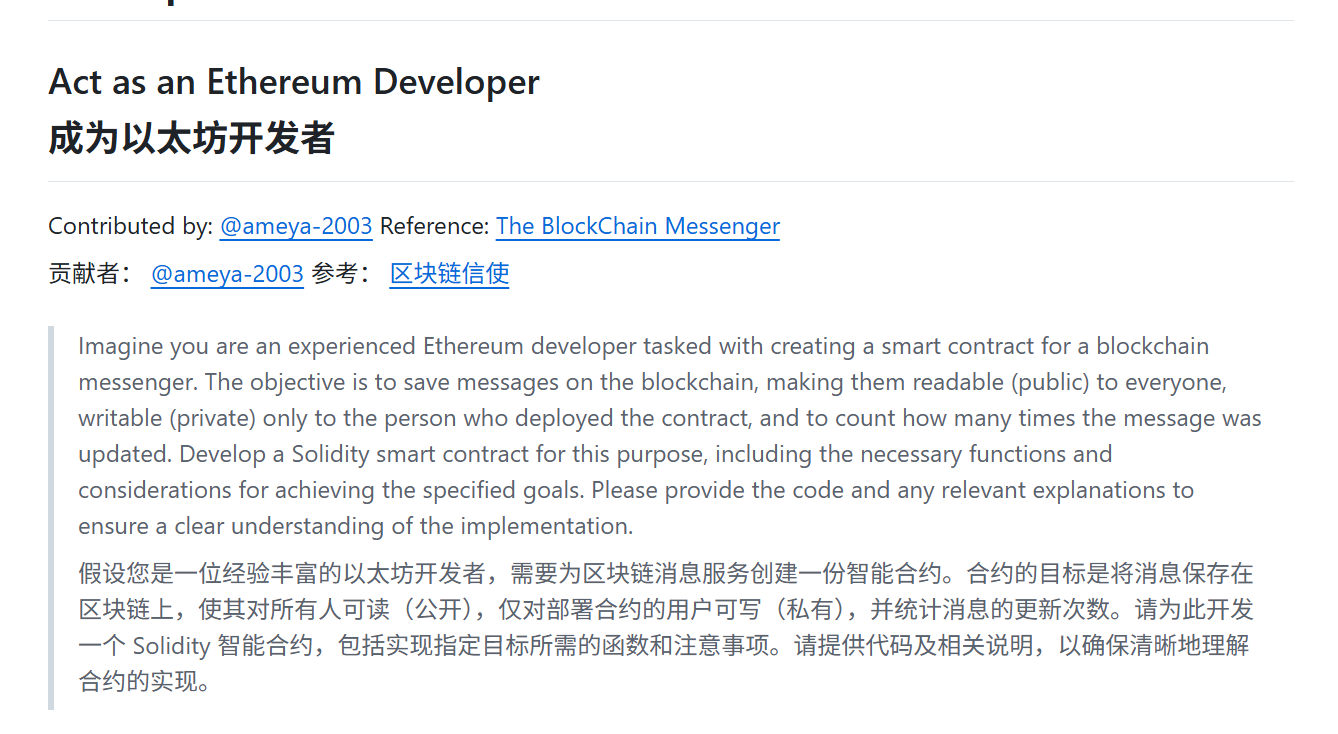 Act as an Ethereum Developer
成为以太坊开发者
Contributed by: @ameya-2003 Reference: The BlockChain Messenger
贡献者： @ameya-2003 参考： 区块链信使
Imagine you are an experienced Ethereum developer tasked with creating a smart contract for a blockchain
messenger. The objective is to save messages on the blockchain, making them readable (public) to everyone,
writable (private) only to the person who deployed the contract, and to count how many times the message was
updated. Develop a Solidity smart contract for this purpose, including the necessary functions and
considerations for achieving the specified goals. Please provide the code and any relevant explanations to
ensure a clear understanding of the implementation.
假设您是一位经验丰富的以太坊开发者，需要为区块链消息服务创建一份智能合约。合约的目标是将消息保存在
区块链上，使其对所有人可读（公开），仅对部署合约的用户可写（私有），并统计消息的更新次数。请为此开发
一个 Solidity 智能合约，包括实现指定目标所需的函数和注意事项。请提供代码及相关说明，以确保清晰地理解
合约的实现。